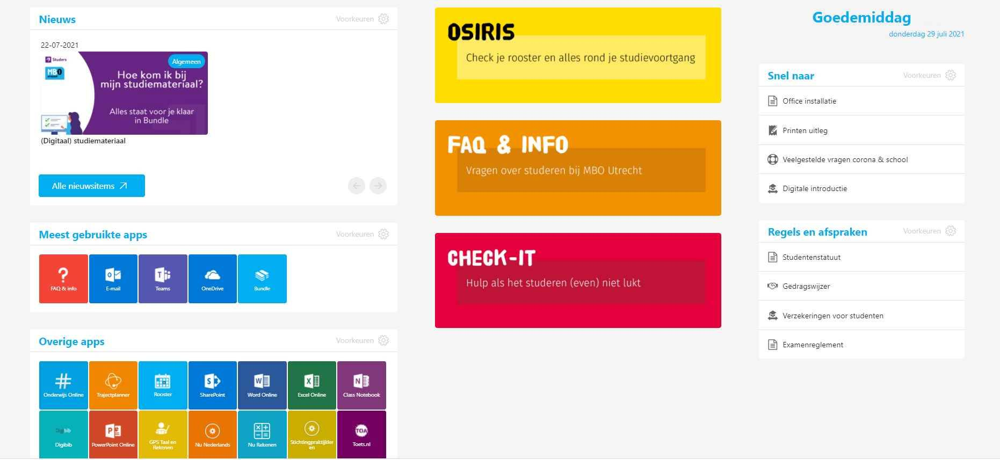 Nieuws
Voorkeuren
22-07-2021
Studers
MBO
Algemeen
Hoe kom ik bij
mijn studiemateriaal?
Alles staat voor je klaar
in Bundle
(Digitaal) studiemateriaal
Alle nieuwsitems
Meest gebruikte apps
Voorkeuren
FAQ & info
E-mail
Teams
OneDrive
Bundle
Overige apps
Voorkeuren
Onderwijs Online
Trajectplanner
Rooster
SharePoint
Word Online
Excel Online
Class Notebook
Digibib
Digibib
PowerPoint Online
GPS Taal en
Rekenen
Nu Nederlands
Nu Rekenen
Stichtingpraktijkler
en
TOA
Toets.nl
OSIRIS
Check je rooster en alles rond je studievoortgang
FAQ & INFO
Vragen over studeren bij MBO Utrecht
CHECK-IT
Hulp als het studeren (even) niet lukt
Goedemiddag
donderdag 29 juli 2021
Snel naar
Voorkeuren
Office installatie
Printen uitleg
Veelgestelde vragen corona & school
Digitale introductie
Regels en afspraken
Voorkeuren
Studentenstatuut
Gedragswijzer
Verzekeringen voor studenten
Examenreglement